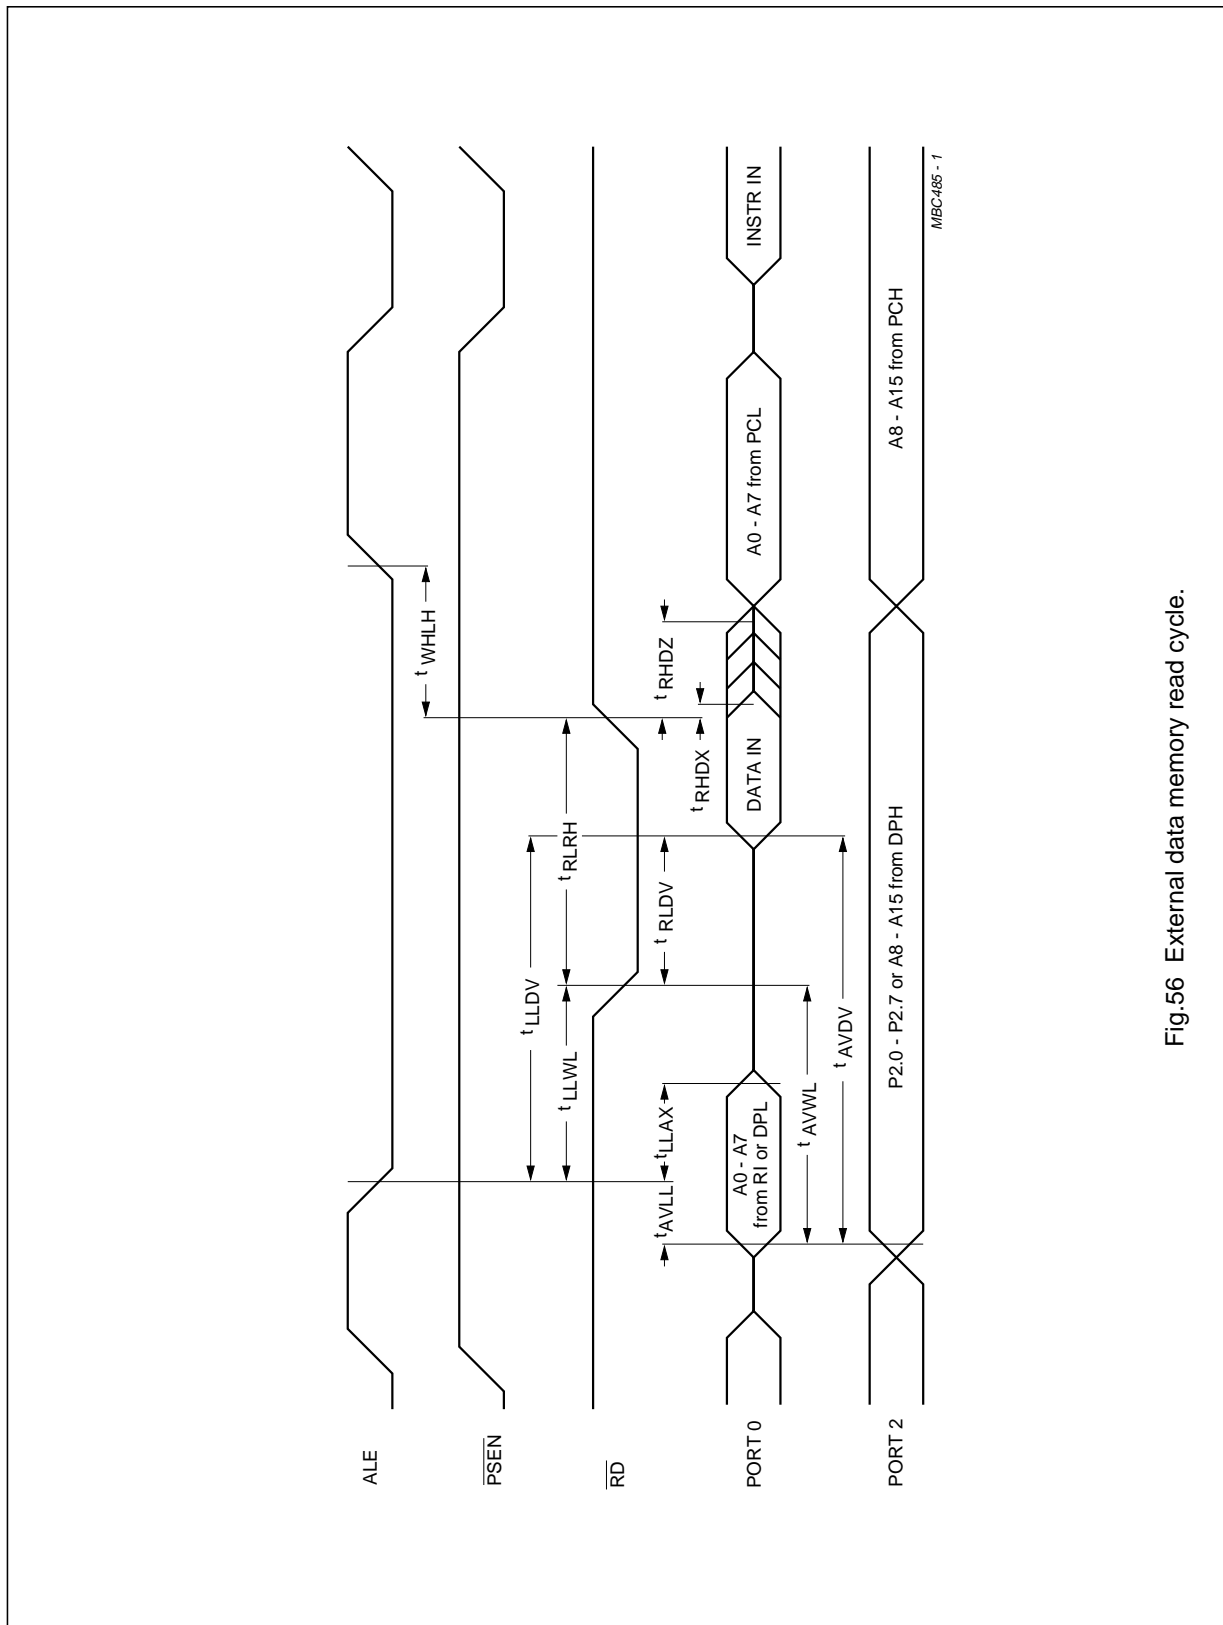 ALE
PSEN
RD
PORT 0
PORT 2
t WHLH
t LLDV
t LLWL
t RLRH
tAVLL
tLLAX
t RLDV
t RHDZ
t RHDX
A0 - A7
from RI or DPL
DATA IN
A0 - A7 from PCL
INSTR IN
t AVWL
t AVDV
P2.0 - P2.7 or A8 - A15 from DPH
A8 - A15 from PCH
MBC485 - 1
Fig.56 External data memory read cycle.